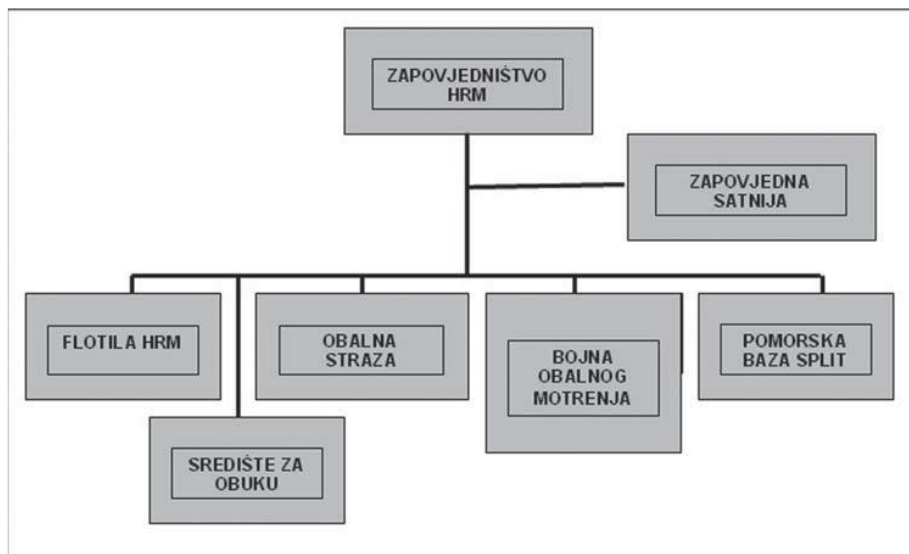 ZAPOVJEDNIŠTVO
HRM
ZAPOVJEDNA
SATNIJA
FLOTILA HRM
OBALNA
STRAZA
BOJNA
OBALNOG
MOTRENJA
POMORSKA
BAZA SPLIT
SREDIŠTE ZA
OBUKU